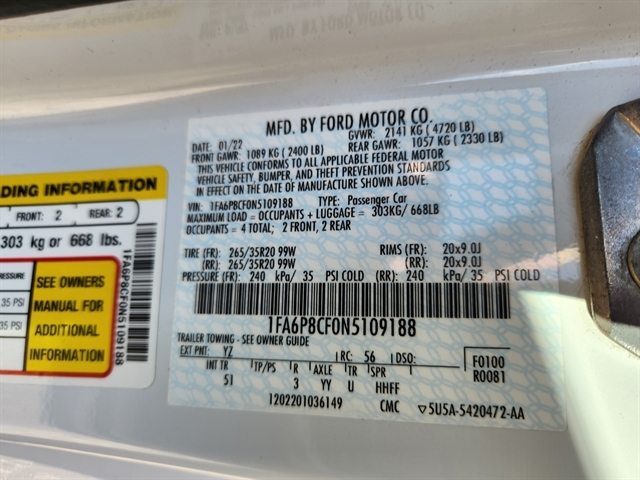 MFD. BY FORD MOTOR CO.
DATE: 01/22 GVWR: 2141 KG ( 4720 LB)
FRONT GAWR: 1089 KG ( 2400 LB) REAR GAWR: 1057 KG ( 2330 LB)
THIS VEHICLE CONFORMS TO ALL APPLICABLE FEDERAL MOTOR
VEHICLE SAFETY, BUMPER, AND THEFT PREVENTION STANDARDS
IN EFFECT ON THE DATE OF MANUFACTURE SHOWN ABOVE.
VIN: 1FA6P8CF0N5109188 TYPE: Passenger Car
MAXIMUM LOAD = OCCUPANTS + LUGGAGE = 303KG/ 668LB
OCCUPANTS = 4 TOTAL; 2 FRONT, 2 REAR
TIRE (FR): 265/35R20 99W RIMS (FR): 20x9.0J
(RR): 265/35R20 99W (RR): 20x9.0J
PRESSURE (FR): 240 kPa/ 35 PSI COLD (RR): 240 kPa/ 35 PSI COLD
1FA6P8CF0N5109188
TRAILER TOWING - SEE OWNER GUIDE
EXT PNT: YZ RC: 56 DSO:
F0100
R0081
INT TR TP/PS R AXLE TR SPR
51 3 YY U HHFF
1202201036149 CMC ▽5U5A-5420472-AA
DING INFORMATION
FRONT: 2 REAR: 2
303 kg or 668 lbs.
PRESSURE
35 PSI
35 PSI
SEE OWNERS
MANUAL FOR
ADDITIONAL
INFORMATION
1FA6P8CF0N5109188